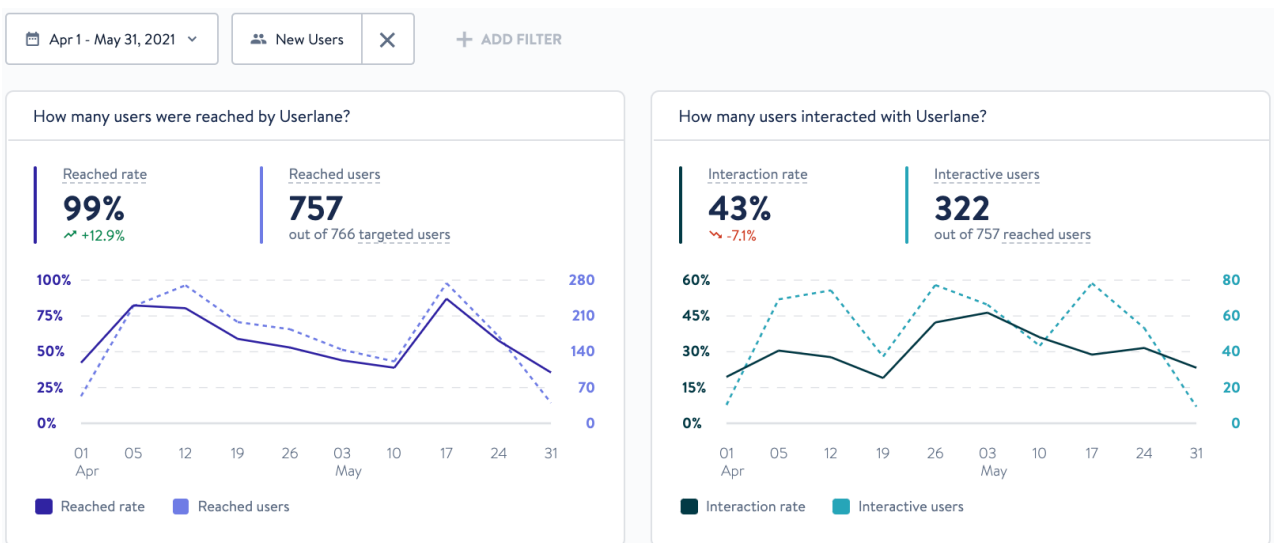 Apr 1 - May 31, 2021
New Users
ADD FILTER
How many users were reached by Userlane?
Reached rate
99%
+12.9%
Reached users
757
out of 766 targeted users
100%
75%
50%
25%
0%
280
210
140
70
0
01 05 12 19 26 03 10 17 24 31
Apr May
Reached rate
Reached users
How many users interacted with Userlane?
Interaction rate
43%
-7.1%
Interactive users
322
out of 757 reached users
60%
45%
30%
15%
0%
80
60
40
20
0
01 05 12 19 26 03 10 17 24 31
Apr May
Interaction rate
Interactive users